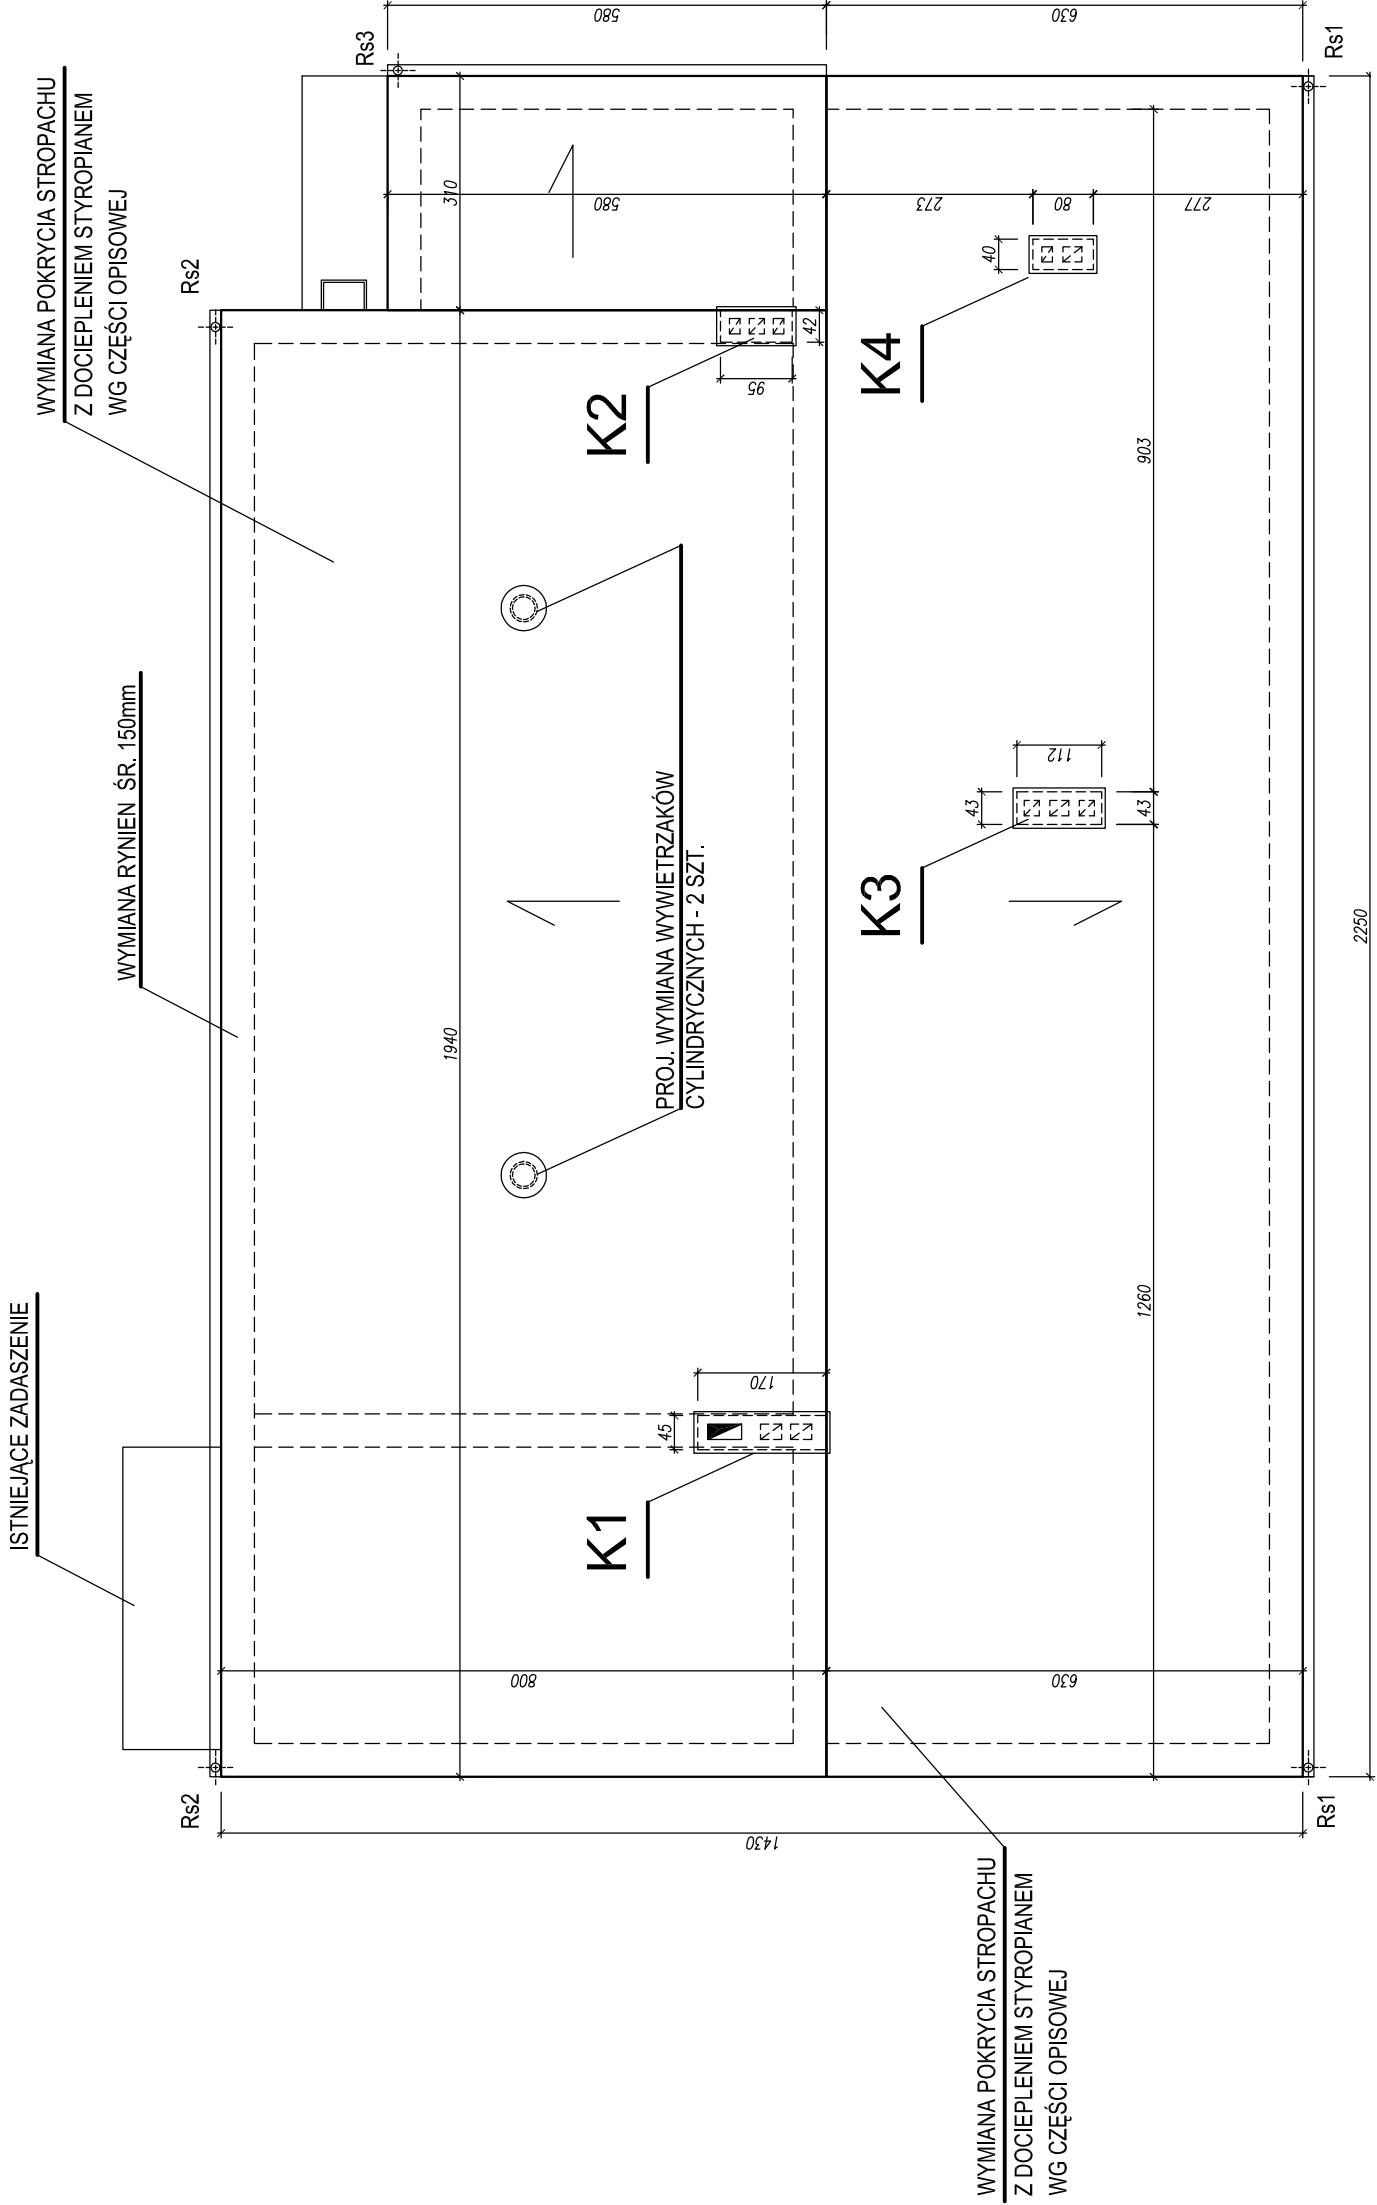 ISTNIEJĄCE ZADASZENIE
WYMIANA RYNIEN ŚR. 150mm
WYMIANA POKRYCIA STROPACHU
Z DOCIEPLENIEM STYROPIANEM
WG CZĘŚCI OPISOWEJ
Rs2
Rs2
Rs3
1940
310
580
800
580
1430
K1
45
170
PROJ. WYMIANA WYWIETRZAKÓW
CYLINDRYCZNYCH - 2 SZT.
K2
95
42
K3
43
112
K4
40
273
80
277
630
630
1260
43
903
Rs1
Rs1
2250
WYMIANA POKRYCIA STROPACHU
Z DOCIEPLENIEM STYROPIANEM
WG CZĘŚCI OPISOWEJ